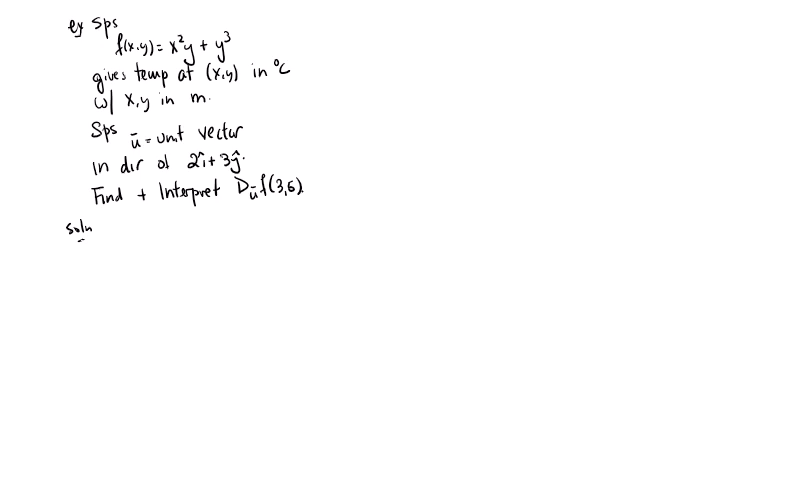 ex Sps
f(x,y) = x²y + y³
gives temp at (x,y) in °C
w/ x,y in m.
Sps ū = unit vector
in dir of 2î + 3ĵ.
Find + Interpret D_ū f(3,6).
soln